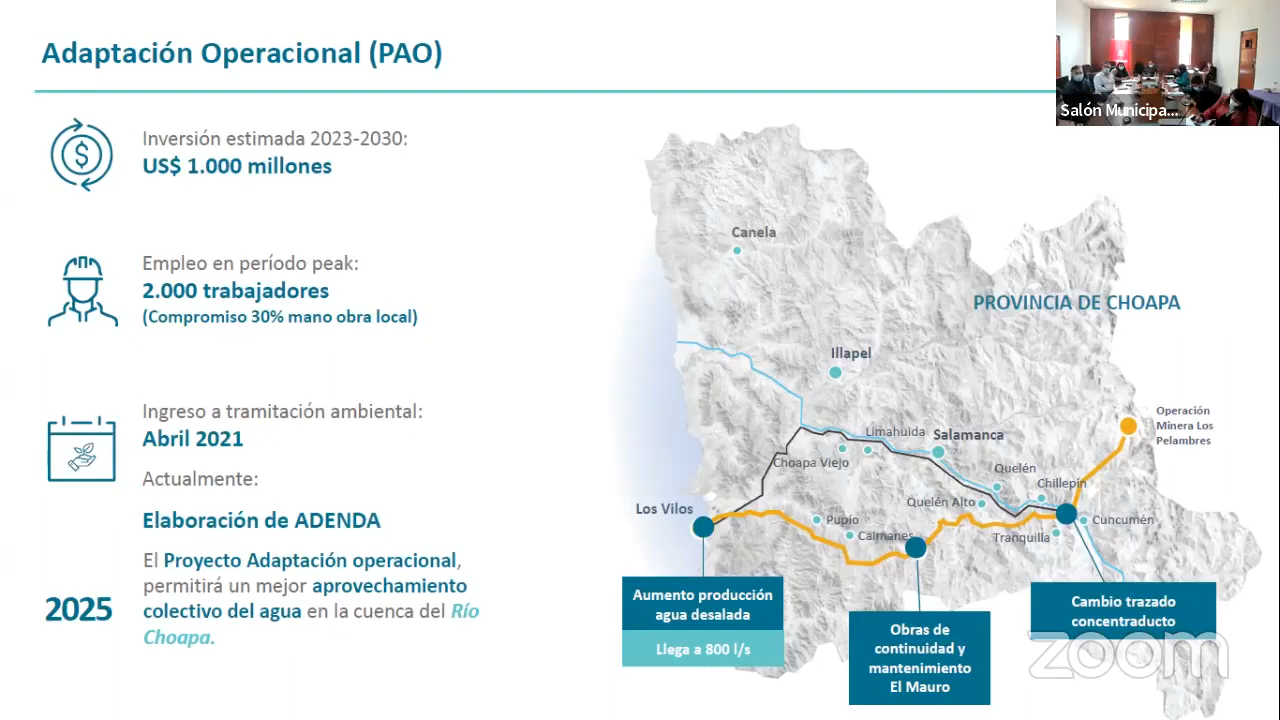 Adaptación Operacional (PAO)
Salón Municipa...
Inversión estimada 2023-2030:
US$ 1.000 millones
Empleo en período peak:
2.000 trabajadores
(Compromiso 30% mano obra local)
Ingreso a tramitación ambiental:
Abril 2021
Actualmente:
Elaboración de ADENDA
2025
El Proyecto Adaptación operacional,
permitirá un mejor aprovechamiento
colectivo del agua en la cuenca del Río
Choapa.
Canela
PROVINCIA DE CHOAPA
Illapel
Operación
Minera Los
Pelambres
Limahuida
Salamanca
Choapa Viejo
Quelén
Chillepín
Quelén Alto
Los Vilos
Pupío
Caimanes
Cuncumén
Tranquilla
Aumento producción
agua desalada
Llega a 800 l/s
Obras de
continuidad y
mantenimiento
El Mauro
Cambio trazado
concentraducto
zoom